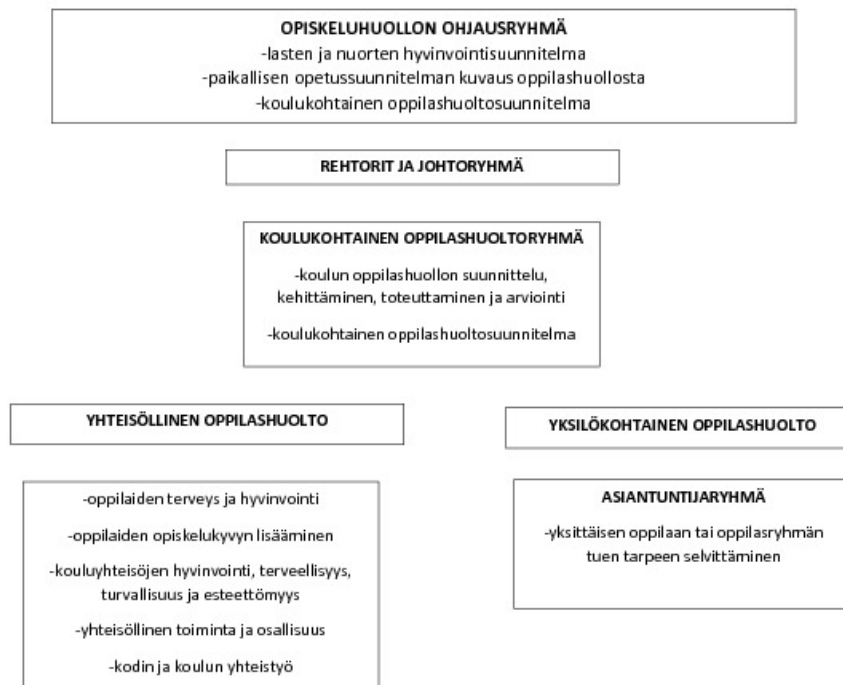 OPISKELUHUOLLON OHJAUSRYHMÄ
-lasten ja nuorten hyvinvointisuunnitelma
-paikallisen opetussuunnitelman kuvaus oppilashuollosta
-koulukohtainen oppilashuoltosuunnitelma
REHTORIT JA JOHTORYHMÄ
KOULUKOHTAINEN OPPILASHUOLTORYHMÄ
-koulun oppilashuollon suunnittelu,
kehittäminen, toteuttaminen ja arviointi
-koulukohtainen oppilashuoltosuunnitelma
YHTEISÖLLINEN OPPILASHUOLTO
-oppilaiden terveys ja hyvinvointi
-oppilaiden opiskelukyvyn lisääminen
-kouluyhteisöjen hyvinvointi, terveellisyys,
turvallisuus ja esteettömyys
-yhteisöllinen toiminta ja osallisuus
-kodin ja koulun yhteistyö
YKSILÖKOHTAINEN OPPILASHUOLTO
ASIANTUNTIJARYHMÄ
-yksittäisen oppilaan tai oppilasryhmän
tuen tarpeen selvittäminen